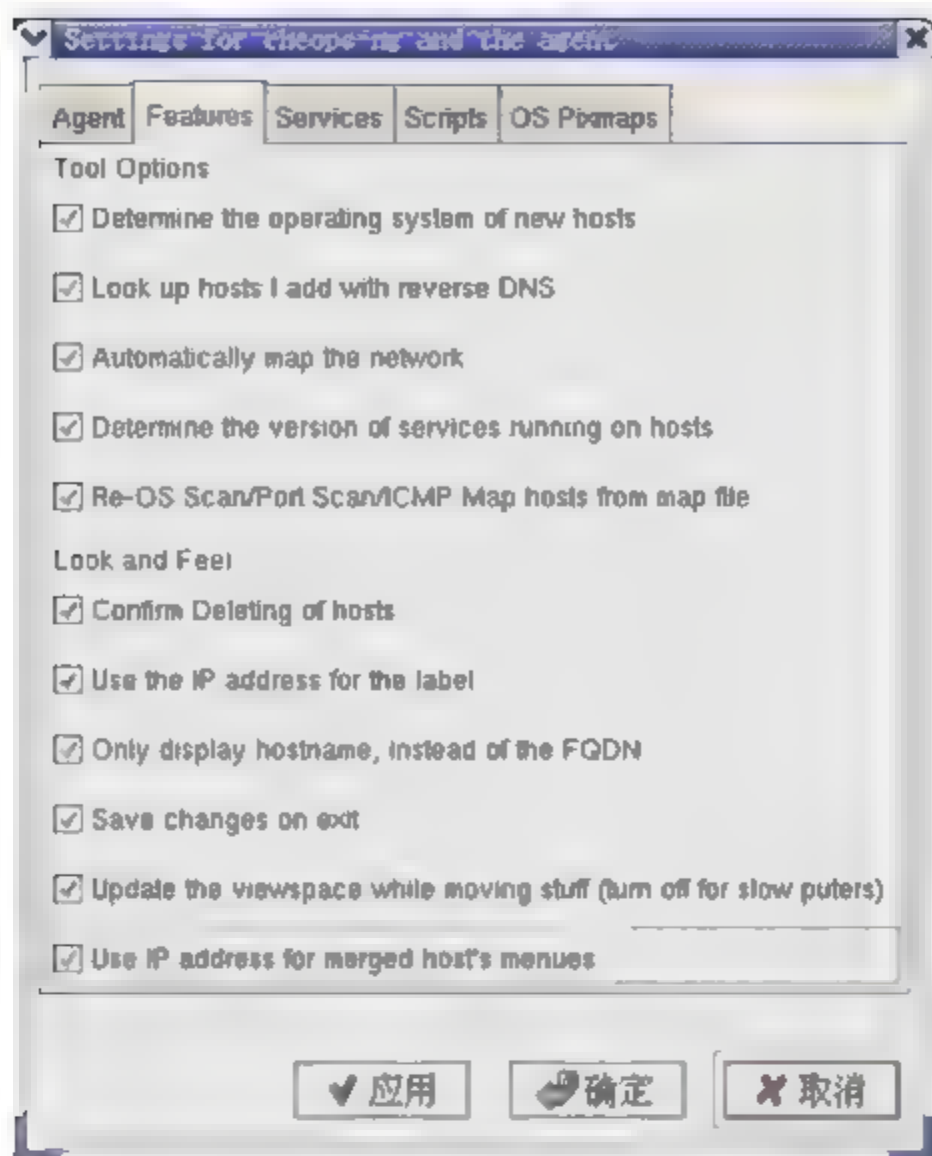 Settings for cheops-ng and the agent
Agent Features Services Scripts OS Pixmaps
Tool Options
Determine the operating system of new hosts
Look up hosts I add with reverse DNS
Automatically map the network
Determine the version of services running on hosts
Re-OS Scan/Port Scan/ICMP Map hosts from map file
Look and Feel
Confirm Deleting of hosts
Use the IP address for the label
Only display hostname, instead of the FQDN
Save changes on exit
Update the viewspace while moving stuff (turn off for slow puters)
Use IP address for merged host's menues
应用 确定 取消